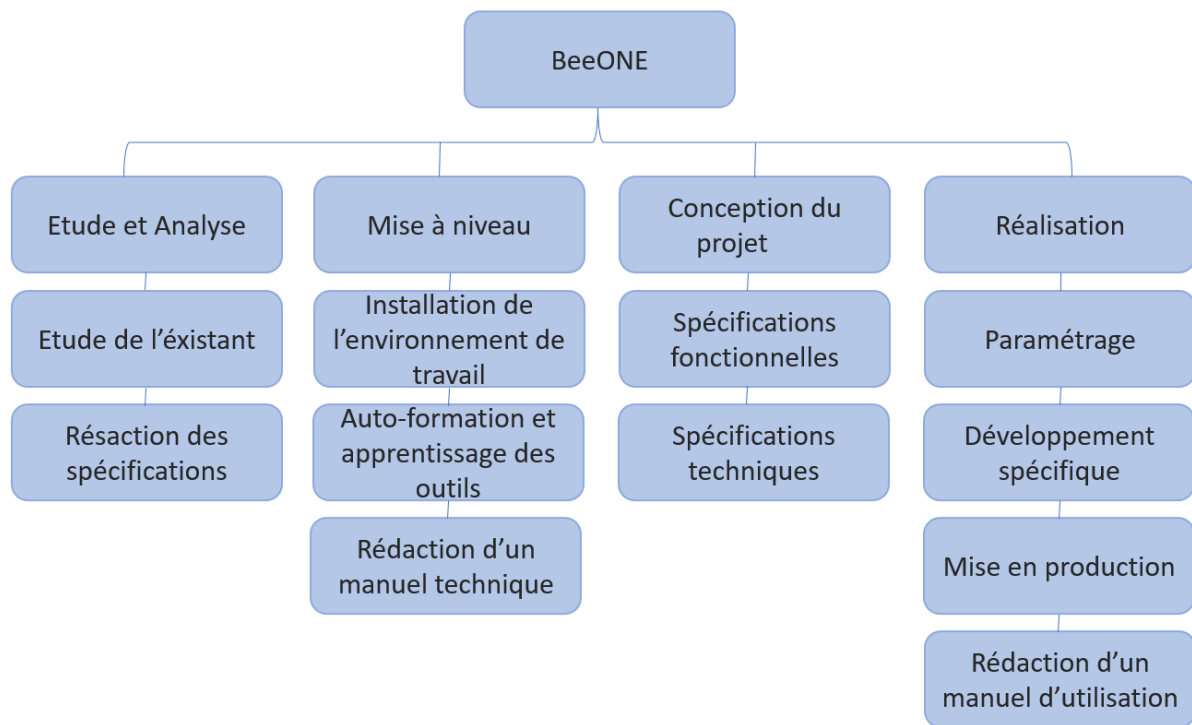 BeeONE
Etude et Analyse
Mise à niveau
Conception du
projet
Réalisation
Etude de l’éxistant
Installation de
l’environnement de
travail
Spécifications
fonctionnelles
Paramétrage
Résaction des
spécifications
Auto-formation et
apprentissage des
outils
Spécifications
techniques
Développement
spécifique
Rédaction d’un
manuel technique
Mise en production
Rédaction d’un
manuel d’utilisation